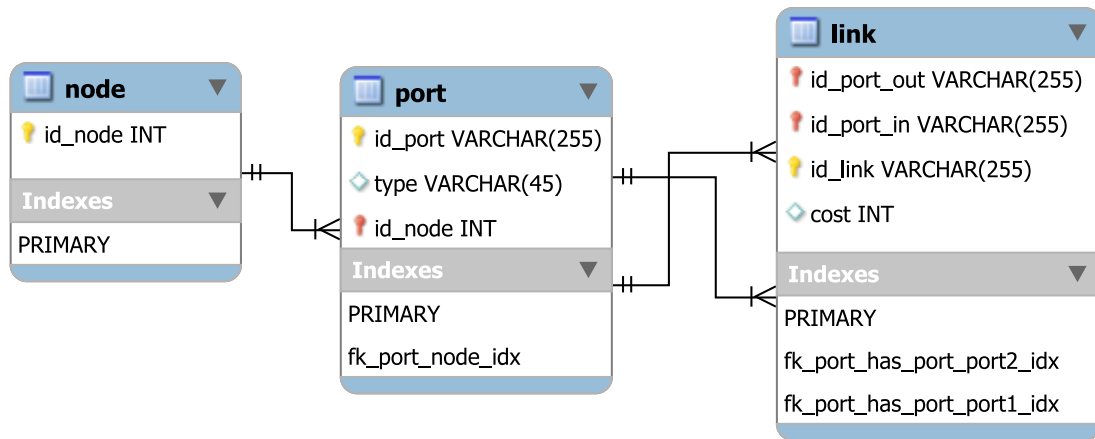 node
id_node INT
Indexes
PRIMARY
port
id_port VARCHAR(255)
type VARCHAR(45)
id_node INT
Indexes
PRIMARY
fk_port_node_idx
link
id_port_out VARCHAR(255)
id_port_in VARCHAR(255)
id_link VARCHAR(255)
cost INT
Indexes
PRIMARY
fk_port_has_port_port2_idx
fk_port_has_port_port1_idx